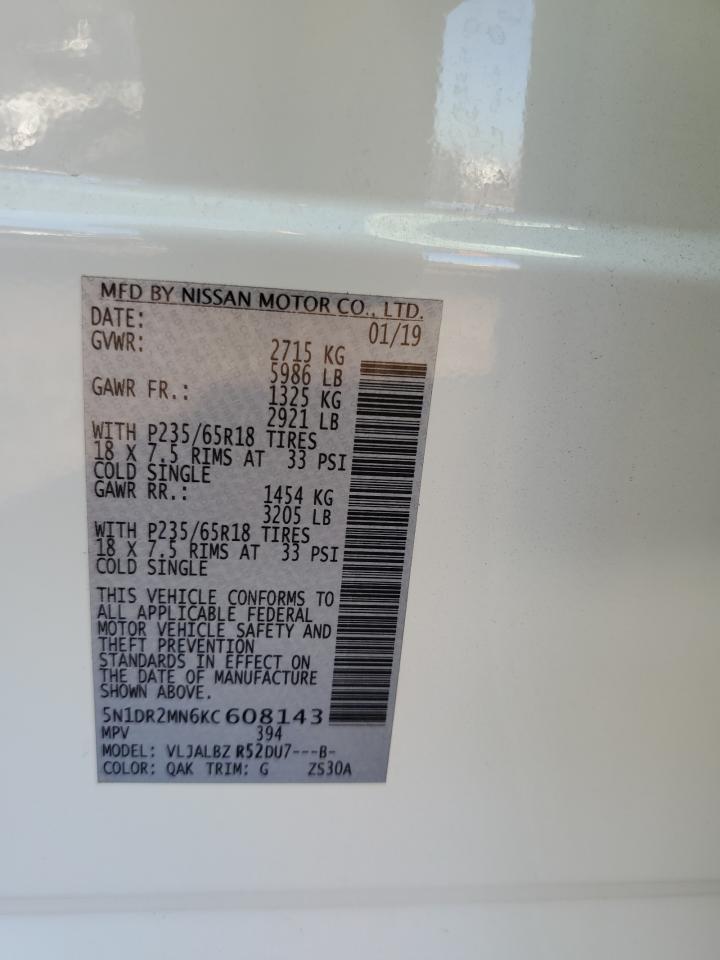 MFD BY NISSAN MOTOR CO., LTD.
DATE: 01/19
GVWR: 2715 KG
5986 LB
GAWR FR.: 1325 KG
2921 LB
WITH P235/65R18 TIRES
18 X 7.5 RIMS AT 33 PSI
COLD SINGLE
GAWR RR.: 1454 KG
3205 LB
WITH P235/65R18 TIRES
18 X 7.5 RIMS AT 33 PSI
COLD SINGLE
THIS VEHICLE CONFORMS TO
ALL APPLICABLE FEDERAL
MOTOR VEHICLE SAFETY AND
THEFT PREVENTION
STANDARDS IN EFFECT ON
THE DATE OF MANUFACTURE
SHOWN ABOVE.
5N1DR2MN6KC608143
MPV 394
MODEL: VLJALBZ R52DU7---B-
COLOR: QAK TRIM: G ZS30A